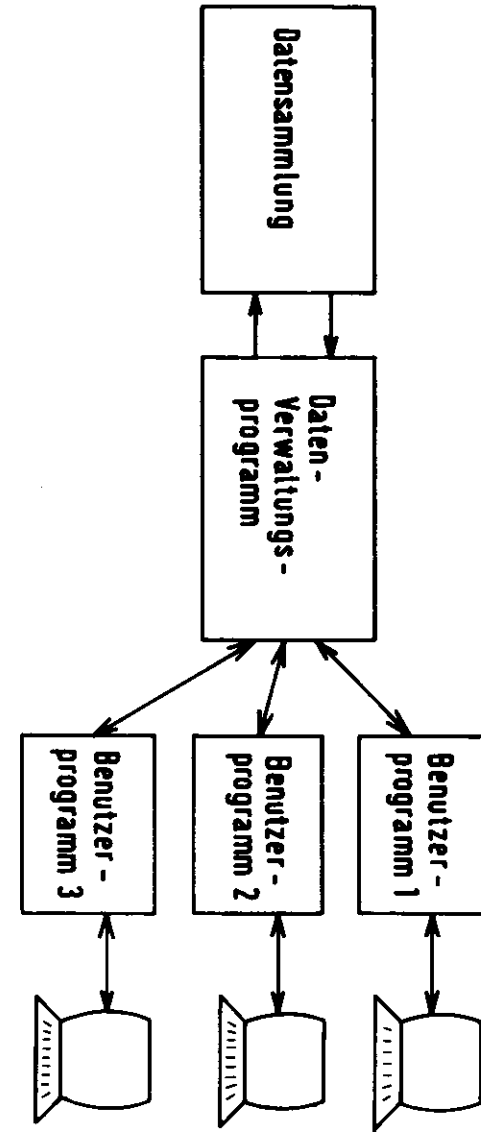 Datensammlung
Daten-
Verwaltungs-
programm
Benutzer-
programm 1
Benutzer-
programm 2
Benutzer-
programm 3